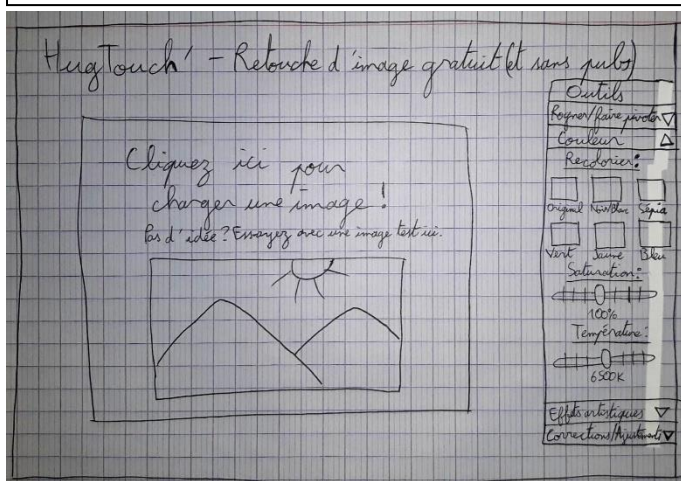 HugTouch' - Retouche d'image gratuit (et sans pubs)
Cliquez ici pour
charger une image !
Pas d'idée ? Essayez avec une image test ici.
Outils
Rogner/faire pivoter
Couleur
Recolorier :
Original Noir/Blanc Sépia
Vert Jaune Bleu
Saturation :
100%
Température :
6500K
Effets artistiques
Corrections/Ajustements